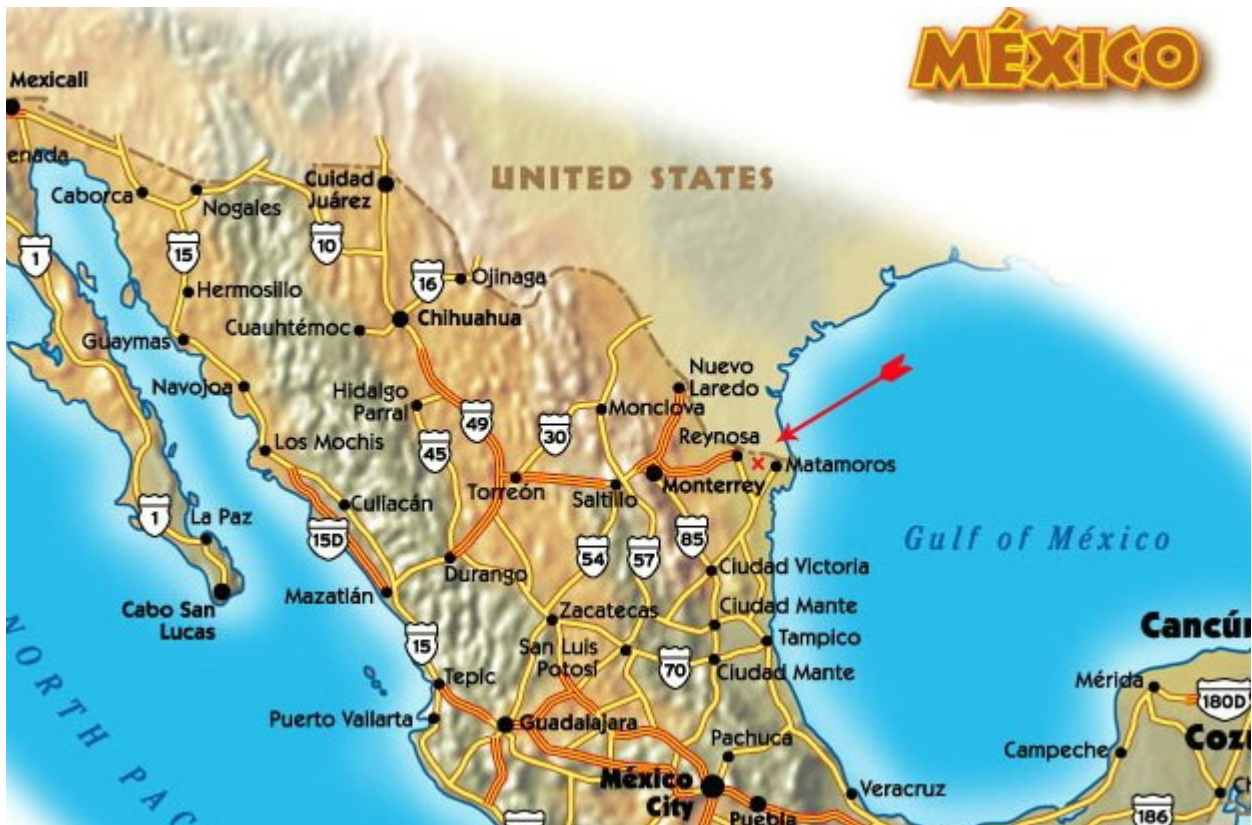 MÉXICO
Mexicali
UNITED STATES
enada
Caborca
Nogales
Cuidad
Juárez
1
15
10
16
Ojinaga
Hermosillo
Chihuahua
Cuauhtémoc
Guaymas
Nuevo
Laredo
Navojoa
Hidalgo
Parral
Monclova
49
30
Reynosa
45
Los Mochis
x
Matamoros
Torreón
Saltillo
Monterrey
Culiacán
1
La Paz
15D
85
Gulf of México
54
57
Durango
Ciudad Victoria
Mazatlán
Cabo San
Lucas
Zacatecas
Ciudad Mante
Cancún
NORTH PAC
15
San Luis
Potosí
Tampico
70
Ciudad Mante
Tepic
Mérida
180D
Puerto Vallarta
Guadalajara
Pachuca
Campeche
Coz
México
City
Veracruz
Ch
Puebla
186